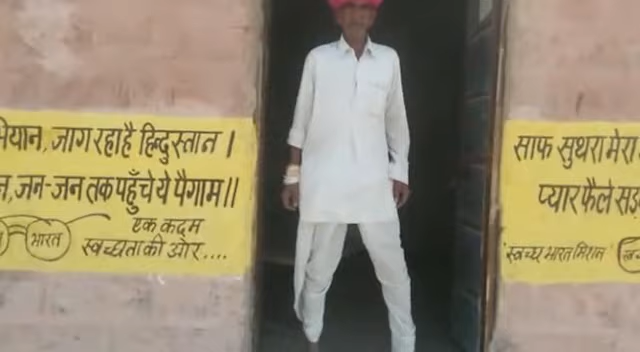 जाग रहा है हिन्दुस्तान ।
जन-जन तक पहुँचे ये पैगाम ॥
भारत
एक कदम
स्वच्छता की ओर....
साफ सुथरा मेरा
प्यार फैले
'स्वच्छ भारत मिशन'